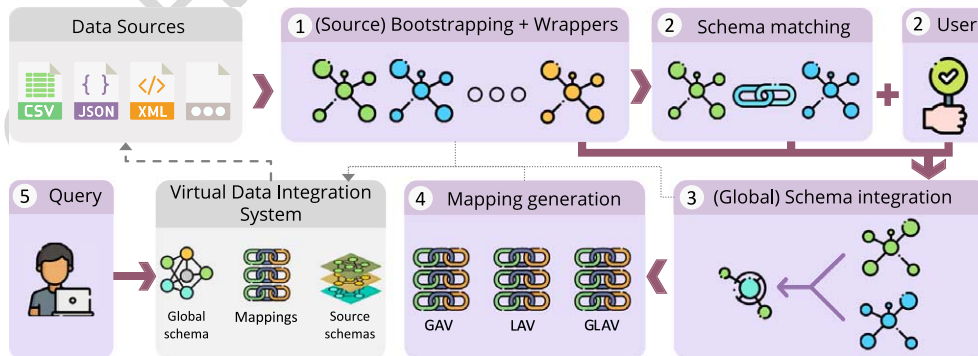 Data Sources
CSV
JSON
XML
1 (Source) Bootstrapping + Wrappers
2 Schema matching
2 User
5 Query
Virtual Data Integration
System
Global
schema
Mappings
Source
schemas
4 Mapping generation
GAV
LAV
GLAV
3 (Global) Schema integration